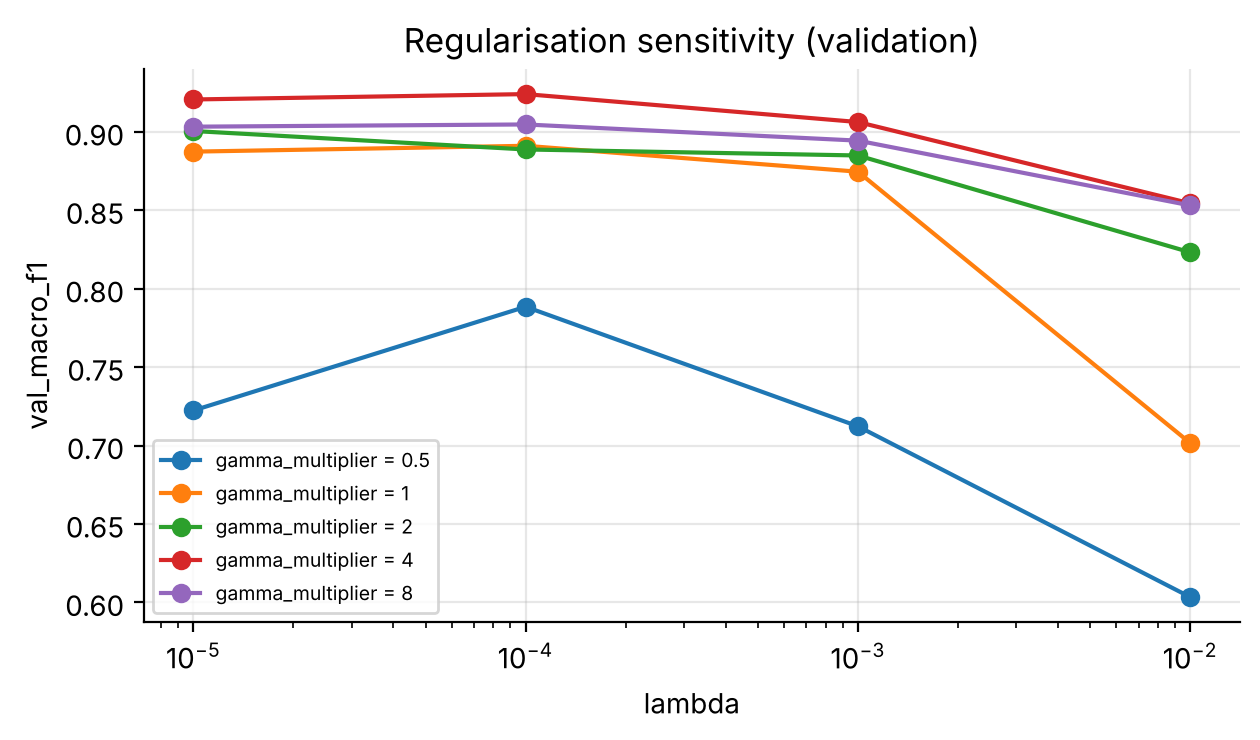 Regularisation sensitivity (validation)
val_macro_f1
0.90
0.85
0.80
0.75
0.70
0.65
0.60
gamma_multiplier = 0.5
gamma_multiplier = 1
gamma_multiplier = 2
gamma_multiplier = 4
gamma_multiplier = 8
10⁻⁵ 10⁻⁴ 10⁻³ 10⁻²
lambda